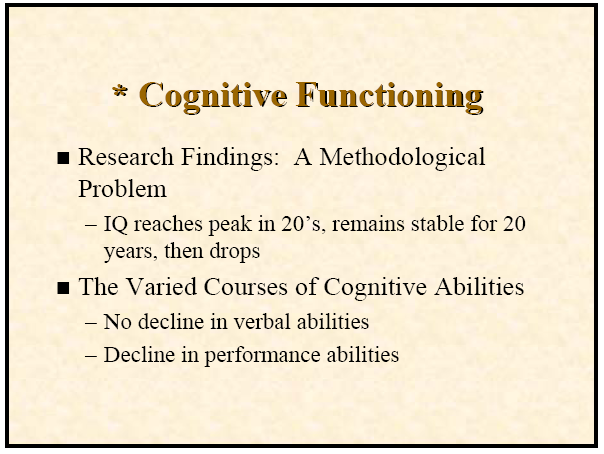 * Cognitive Functioning
■ Research Findings:  A Methodological
Problem
– IQ reaches peak in 20’s, remains stable for 20
years, then drops
■ The Varied Courses of Cognitive Abilities
– No decline in verbal abilities
– Decline in performance abilities